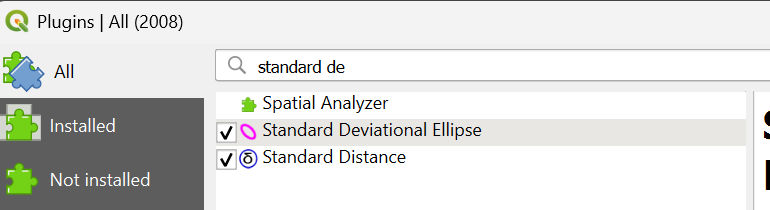 Plugins | All (2008)
All
standard de
Installed
Not installed
Spatial Analyzer
Standard Deviational Ellipse
Standard Distance